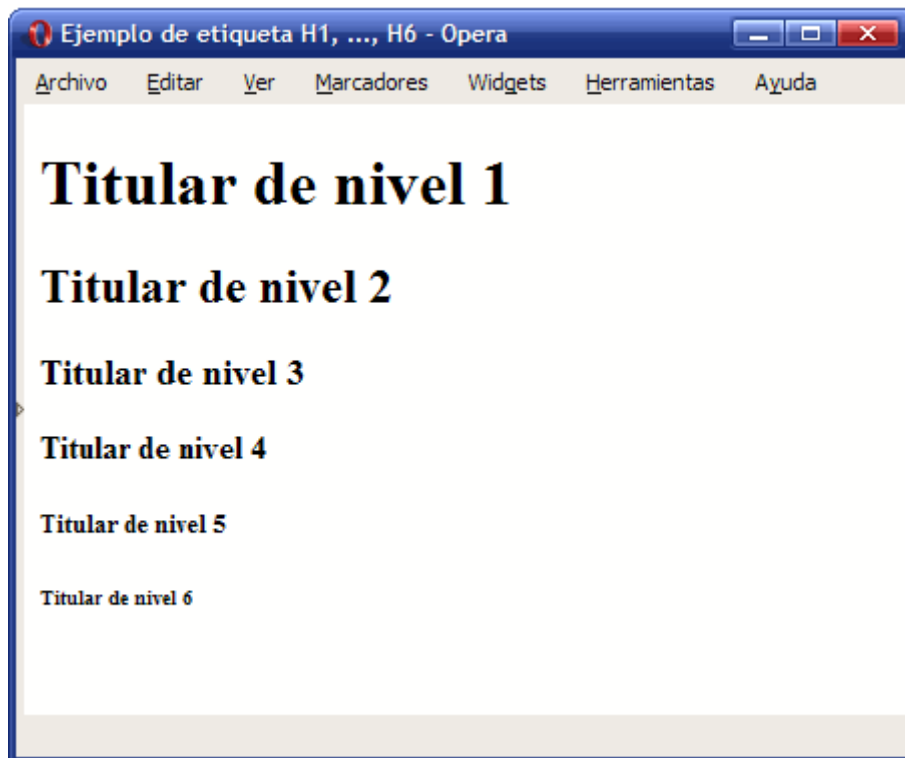 Ejemplo de etiqueta H1, ..., H6 - Opera
Archivo Editar Ver Marcadores Widgets Herramientas Ayuda
Titular de nivel 1
Titular de nivel 2
Titular de nivel 3
Titular de nivel 4
Titular de nivel 5
Titular de nivel 6